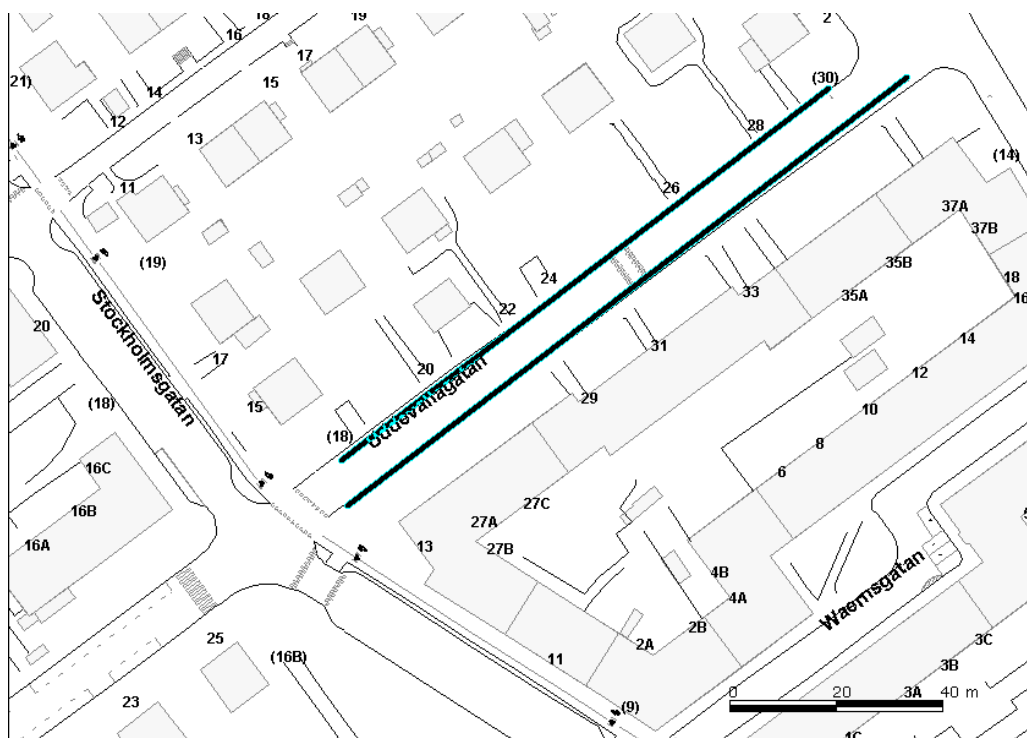 18
19
2
16
17
21)
15
(30)
14
12
28
13
(14)
11
26
37A
37B
(19)
35B
18
24
16
Stockholmsgatan
33
35A
22
20
14
17
31
20
12
Uddevallagatan
(18)
15
29
10
(18)
8
16C
6
27C
16B
27A
16A
13
27B
4B
4A
Waernsgatan
2B
25
2A
3C
(16B)
11
3B
23
(9)
0
20
3A
40 m
1C